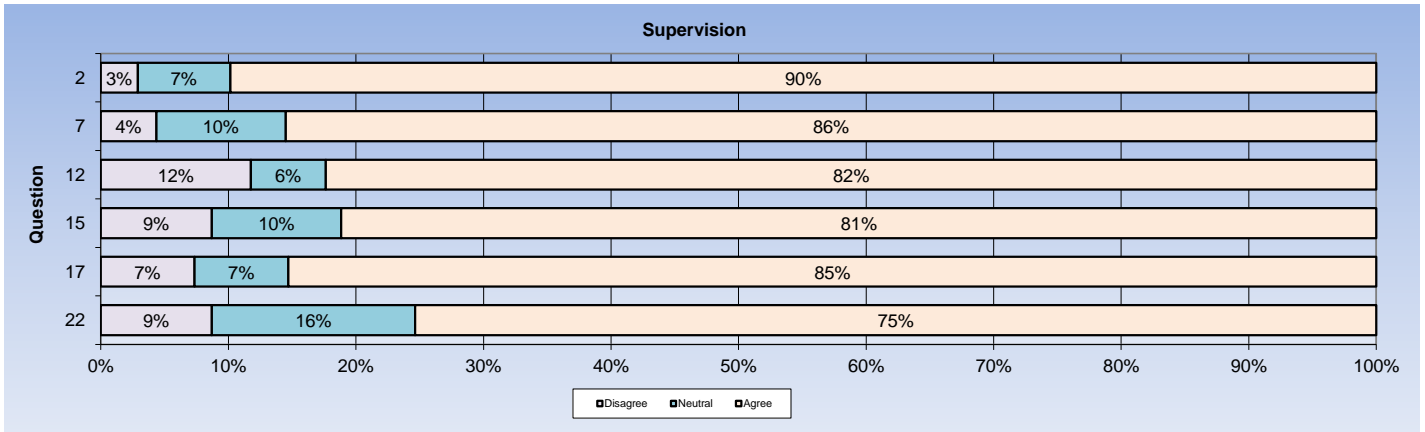 Supervision
2 3% 7% 90%
7 4% 10% 86%
12 12% 6% 82%
Question
15 9% 10% 81%
17 7% 7% 85%
22 9% 16% 75%
0% 10% 20% 30% 40% 50% 60% 70% 80% 90% 100%
Disagree Neutral Agree